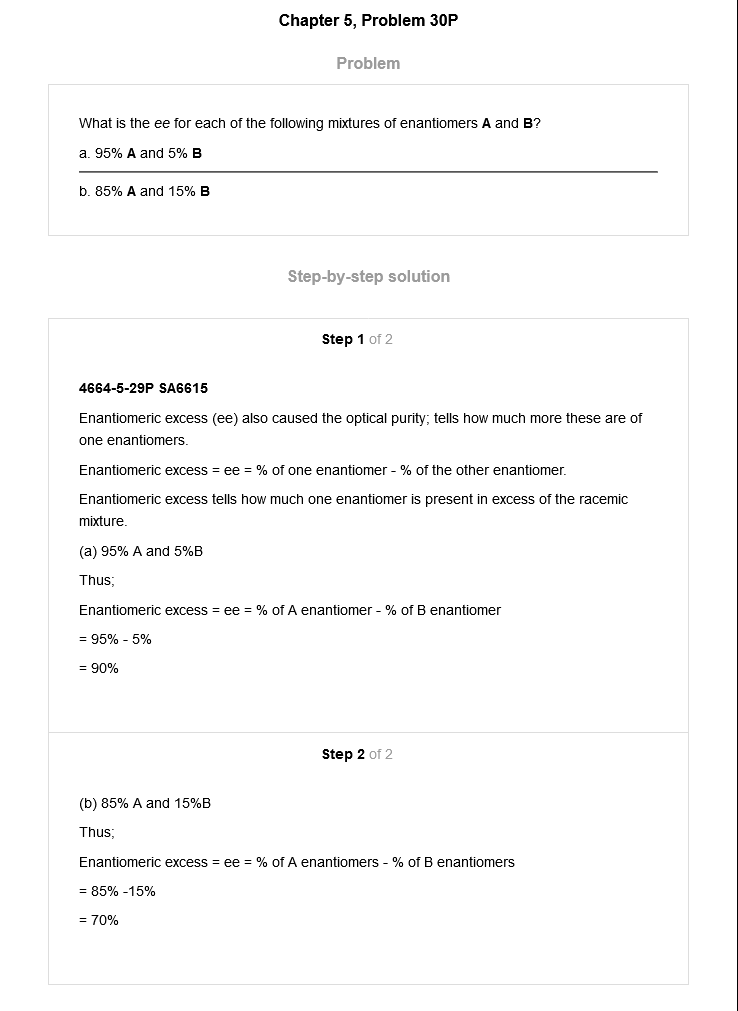 Chapter 5, Problem 30P
Problem
What is the ee for each of the following mixtures of enantiomers A and B?
a. 95% A and 5% B
b. 85% A and 15% B
Step-by-step solution
Step 1 of 2
4664-5-29P SA6615
Enantiomeric excess (ee) also caused the optical purity; tells how much more these are of
one enantiomers.
Enantiomeric excess = ee = % of one enantiomer - % of the other enantiomer.
Enantiomeric excess tells how much one enantiomer is present in excess of the racemic
mixture.
(a) 95% A and 5%B
Thus;
Enantiomeric excess = ee = % of A enantiomer - % of B enantiomer
= 95% - 5%
= 90%
Step 2 of 2
(b) 85% A and 15%B
Thus;
Enantiomeric excess = ee = % of A enantiomers - % of B enantiomers
= 85% -15%
= 70%